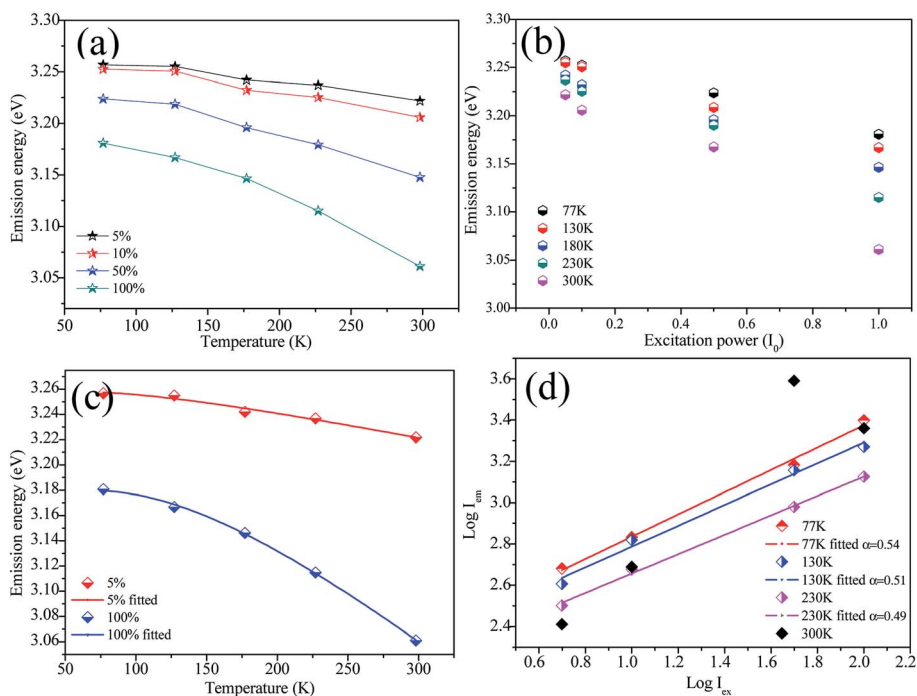 (a)
3.30
3.25
3.20
3.15
3.10
3.05
Emission energy (eV)
5%
10%
50%
100%
50 100 150 200 250 300
Temperature (K)
(b)
3.30
3.25
3.20
3.15
3.10
3.05
3.00
Emission energy (eV)
77K
130K
180K
230K
300K
0.0 0.2 0.4 0.6 0.8 1.0
Excitation power (I0)
(c)
3.26
3.24
3.22
3.20
3.18
3.16
3.14
3.12
3.10
3.08
3.06
Emission energy (eV)
5%
5% fitted
100%
100% fitted
50 100 150 200 250 300
Temperature (K)
(d)
3.6
3.2
2.8
2.4
Log Iem
77K
77K fitted α=0.54
130K
130K fitted α=0.51
230K
230K fitted α=0.49
300K
0.6 0.8 1.0 1.2 1.4 1.6 1.8 2.0 2.2
Log Iex